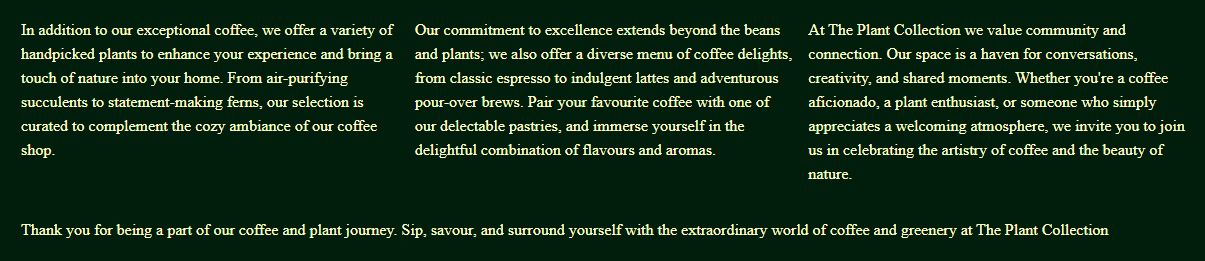 In addition to our exceptional coffee, we offer a variety of
handpicked plants to enhance your experience and bring a
touch of nature into your home. From air-purifying
succulents to statement-making ferns, our selection is
curated to complement the cozy ambiance of our coffee
shop.
Our commitment to excellence extends beyond the beans
and plants; we also offer a diverse menu of coffee delights,
from classic espresso to indulgent lattes and adventurous
pour-over brews. Pair your favourite coffee with one of
our delectable pastries, and immerse yourself in the
delightful combination of flavours and aromas.
At The Plant Collection we value community and
connection. Our space is a haven for conversations,
creativity, and shared moments. Whether you're a coffee
aficionado, a plant enthusiast, or someone who simply
appreciates a welcoming atmosphere, we invite you to join
us in celebrating the artistry of coffee and the beauty of
nature.
Thank you for being a part of our coffee and plant journey. Sip, savour, and surround yourself with the extraordinary world of coffee and greenery at The Plant Collection